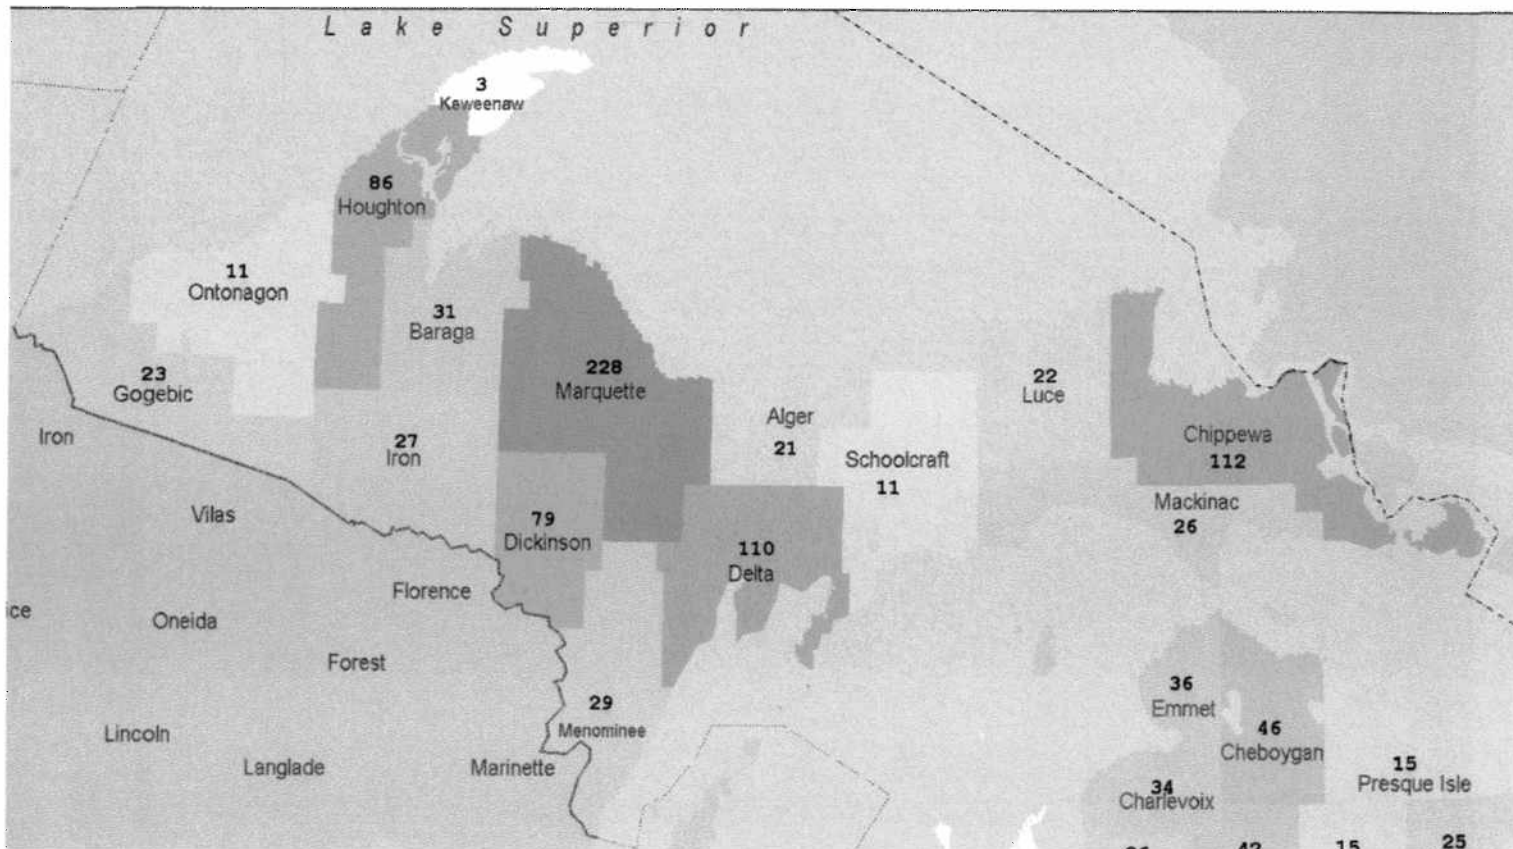 Lake Superior
3
Keweenaw
86
Houghton
11
Ontonagon
31
Baraga
228
Marquette
23
Gogebic
22
Luce
Alger
21
Iron
27
Iron
Schoolcraft
11
Chippewa
112
Mackinac
26
Vilas
79
Dickinson
110
Delta
Florence
ice
Oneida
Forest
36
Emmet
29
Menominee
46
Cheboygan
Lincoln
Langlade
Marinette
15
Presque Isle
34
Charlevoix
42
15
25